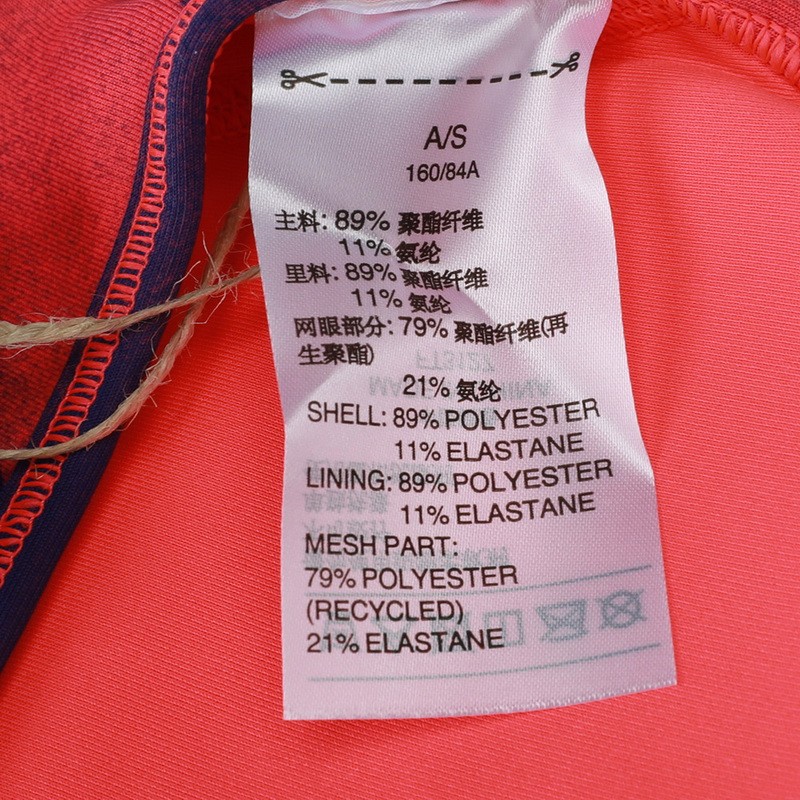 A/S
160/84A
主料: 89% 聚酯纤维
11% 氨纶
里料: 89% 聚酯纤维
11% 氨纶
网眼部分: 79% 聚酯纤维(再
生聚酯)
21% 氨纶
SHELL: 89% POLYESTER
11% ELASTANE
LINING: 89% POLYESTER
11% ELASTANE
MESH PART:
79% POLYESTER
(RECYCLED)
21% ELASTANE